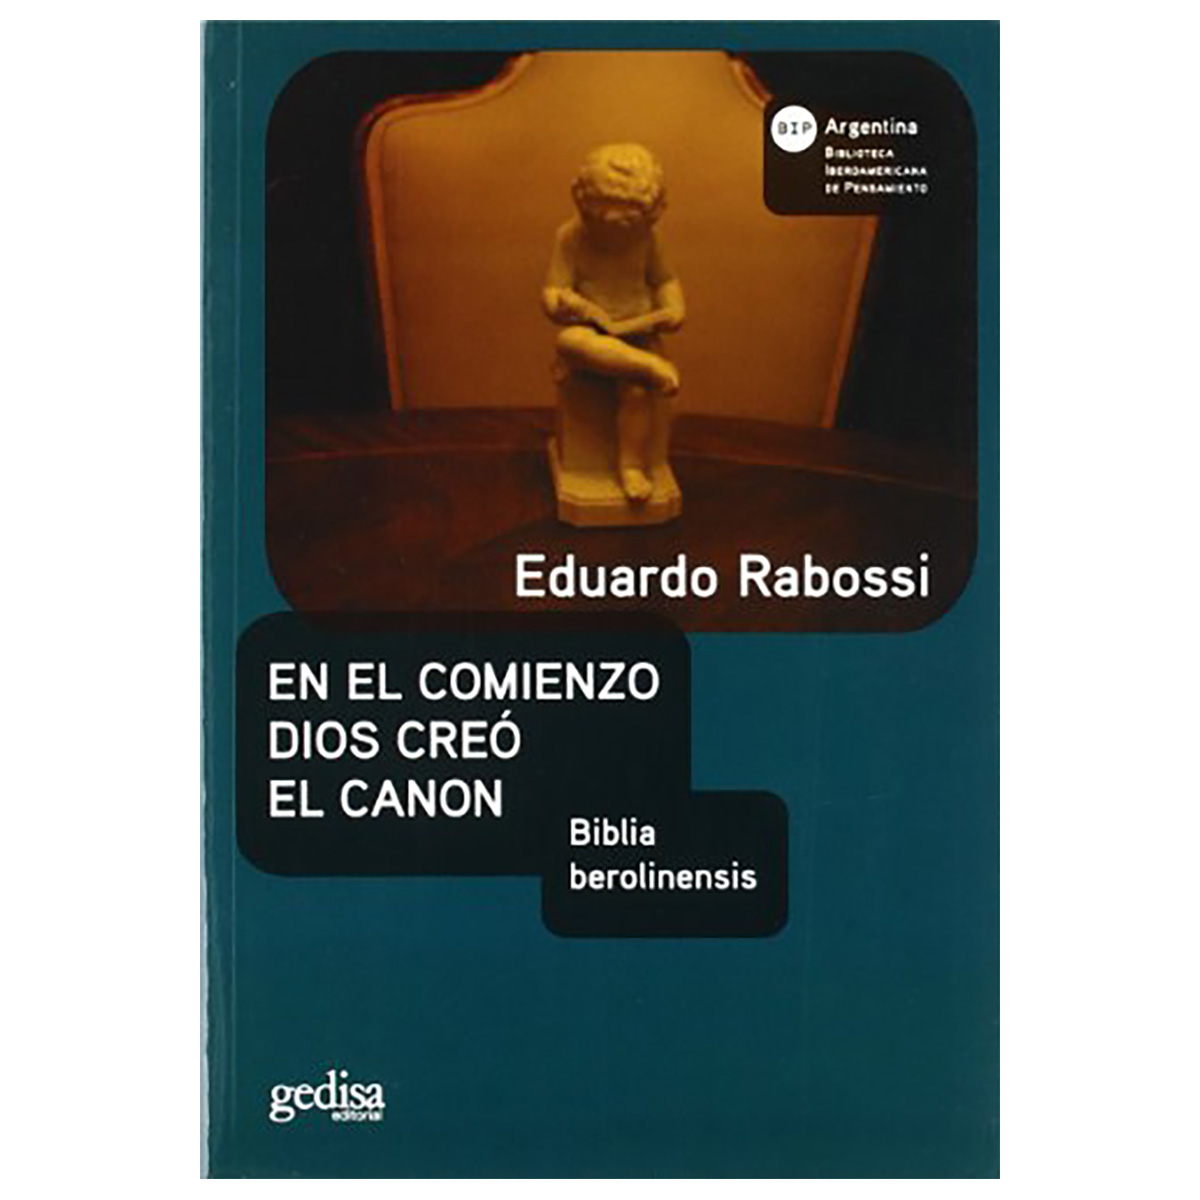 BIP Argentina
BIBLIOTECA
IBEROAMERICANA
DE PENSAMIENTO
Eduardo Rabossi
EN EL COMIENZO
DIOS CREÓ
EL CANON
Biblia
berolinensis
gedisa
editorial